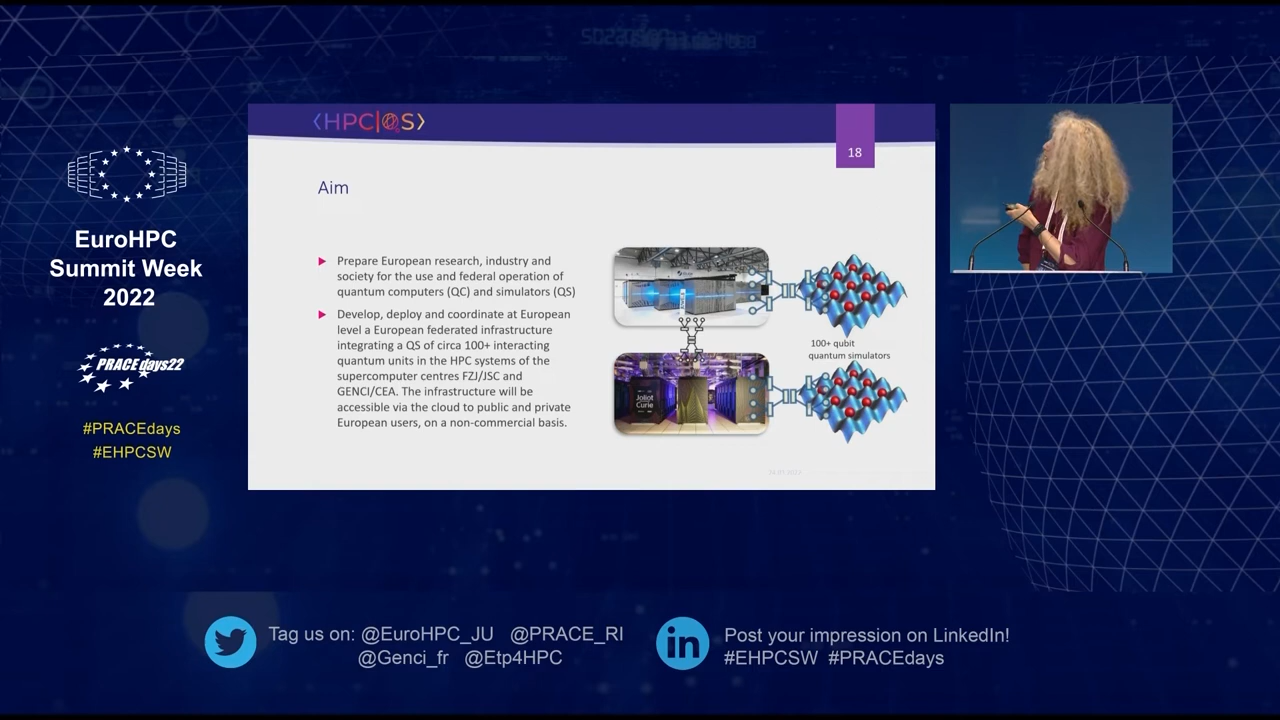 EuroHPC
Summit Week
2022
PRACEdays22
#PRACEdays
#EHPCSW
<HPC|QS>
18
Aim
Prepare European research, industry and
society for the use and federal operation of
quantum computers (QC) and simulators (QS)
Develop, deploy and coordinate at European
level a European federated infrastructure
integrating a QS of circa 100+ interacting
quantum units in the HPC systems of the
supercomputer centres FZJ/JSC and
GENCI/CEA. The infrastructure will be
accessible via the cloud to public and private
European users, on a non-commercial basis.
100+ qubit
quantum simulators
Joliot
Curie
Tag us on: @EuroHPC_JU @PRACE_RI
@Genci_fr @Etp4HPC
in
Post your impression on LinkedIn!
#EHPCSW #PRACEdays